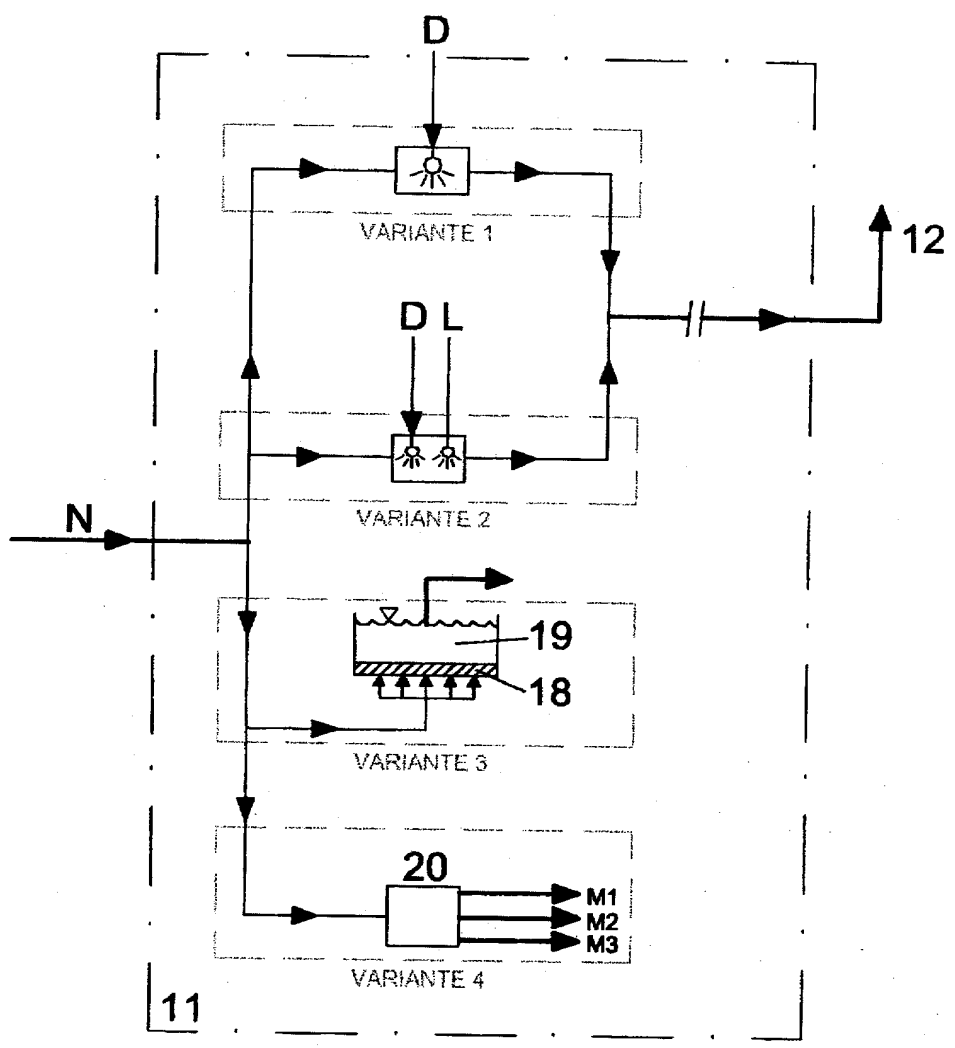 D
VARIANTE 1
12
D L
VARIANTE 2
N
19
18
VARIANTE 3
20
M1
M2
M3
VARIANTE 4
11